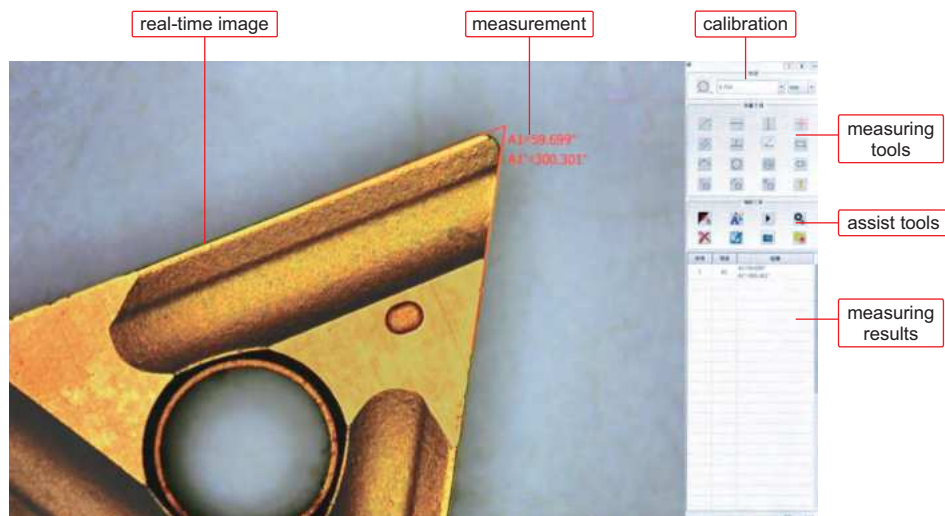 real-time image
measurement
calibration
A1=59.699°
A1'=300.301°
measuring
tools
assist tools
measuring
results